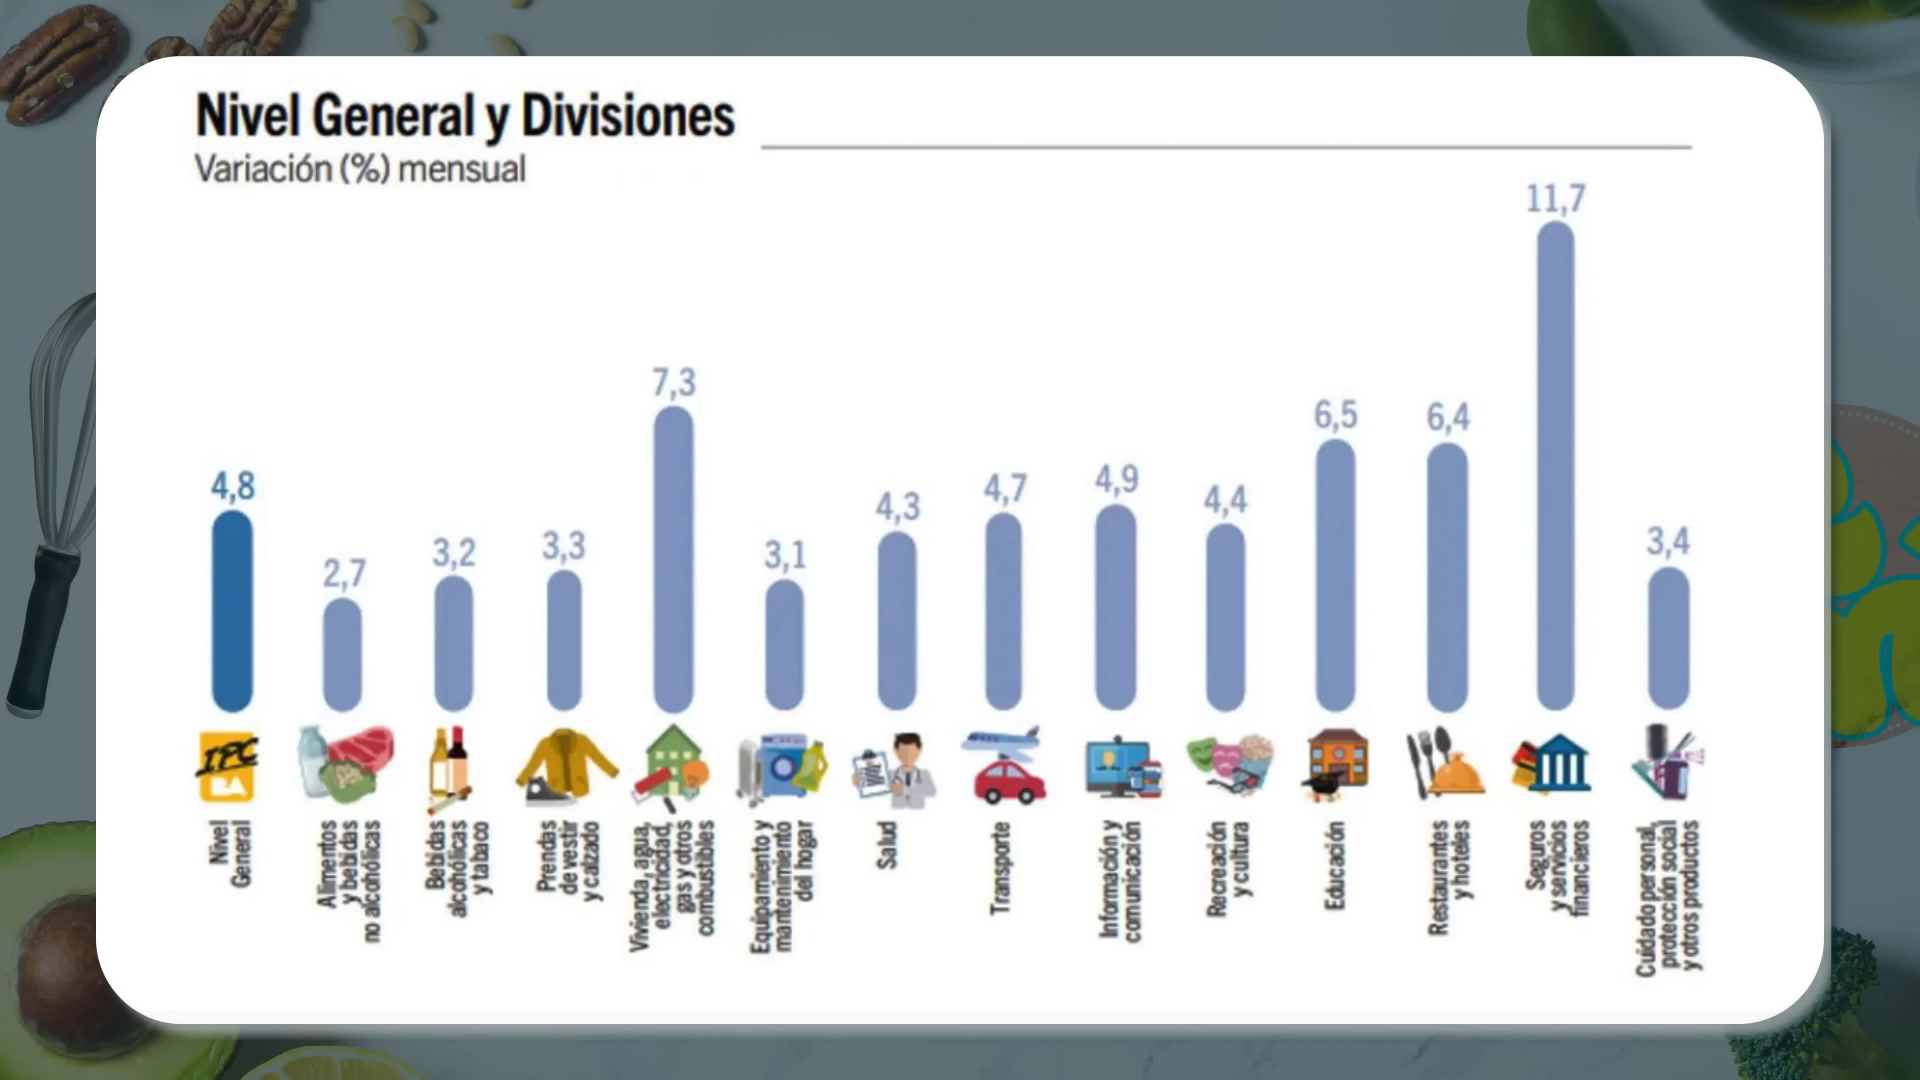 Nivel General y Divisiones
Variación (%) mensual
11,7
7,3
6,5
6,4
4,8
4,9
4,7
4,3
4,4
3,2
3,3
3,1
3,4
2,7
IPC
BA
Nivel
General
Alimentos
y bebidas
no alcohólicas
Bebidas
alcohólicas
y tabaco
Prendas
de vestir
y calzado
Vivienda, agua,
electricidad,
gas y otros
combustibles
Equipamiento y
mantenimiento
del hogar
Salud
Transporte
Información y
comunicación
Recreación
y cultura
Educación
Restaurantes
y hoteles
Seguros
y servicios
financieros
Cuidado personal,
protección social
y otros productos